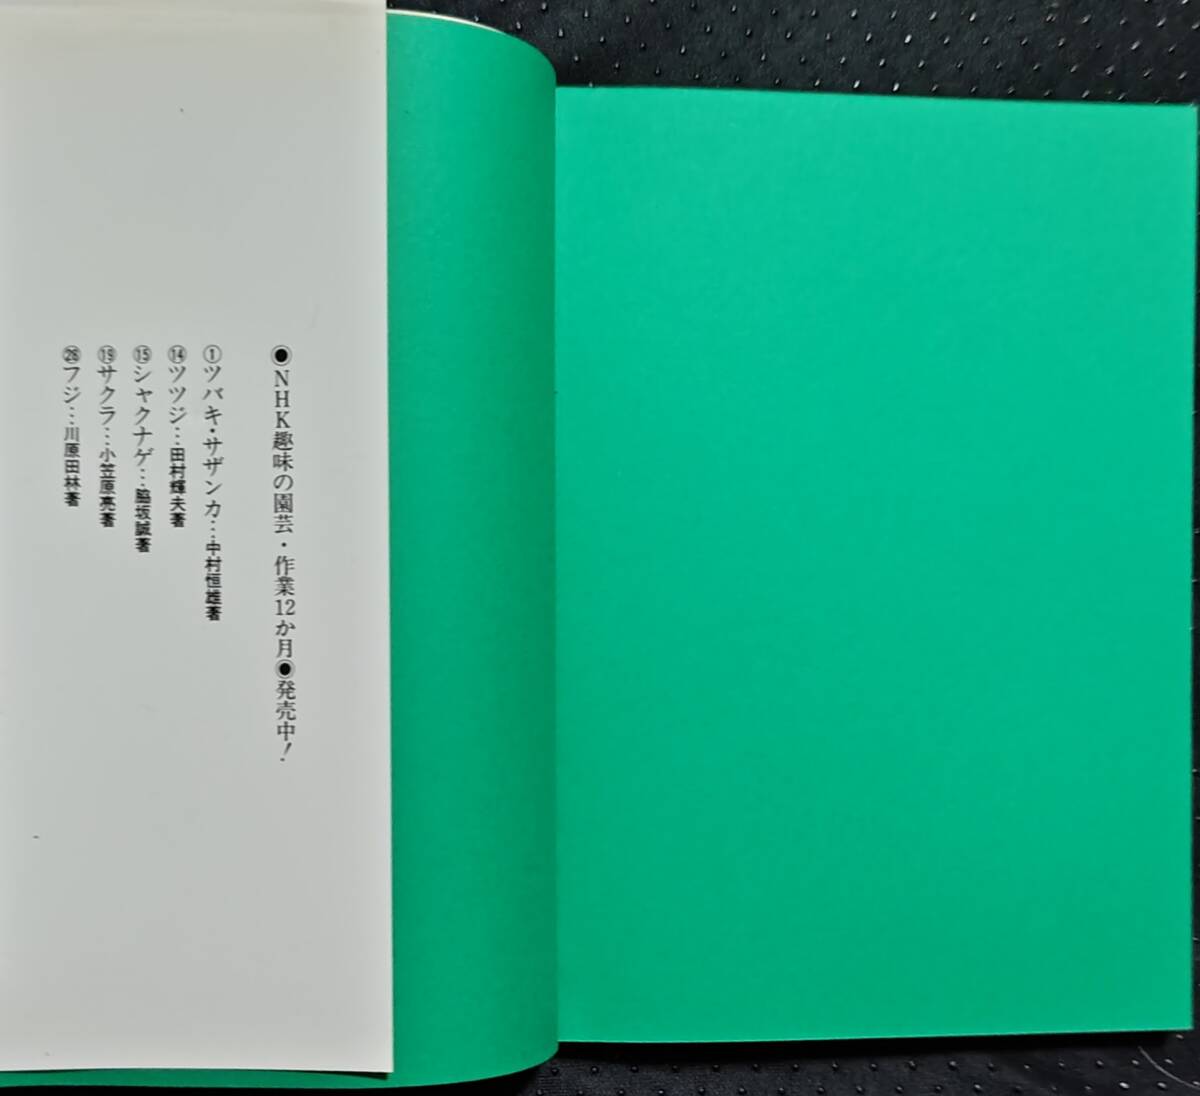 ◉NHK趣味の園芸・作業12か月◉発売中!
①ツバキ・サザンカ…中村恒雄著
⑭ツツジ…田村輝夫著
⑮シャクナゲ…脇坂誠著
⑲サクラ…小笠原亮著
㉘フジ…川原田林著